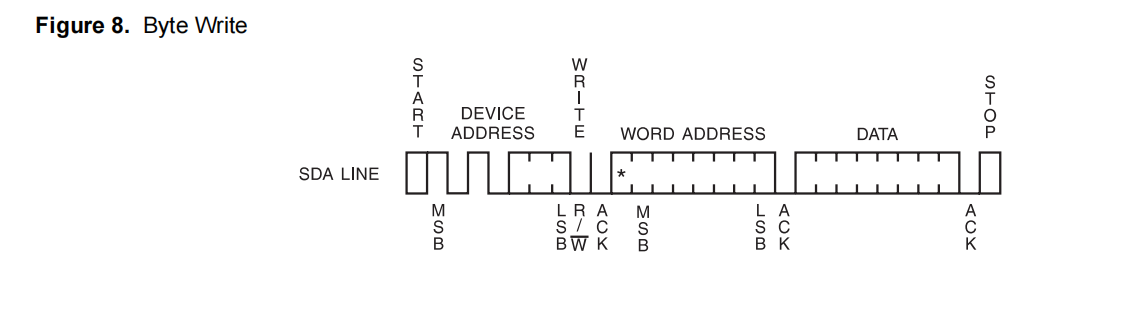 Figure 8. Byte Write
START
DEVICE
ADDRESS
WRITE
WORD ADDRESS
DATA
STOP
SDA LINE
*
MSB
LSB
R/W̅
ACK
MSB
LSB
ACK
ACK